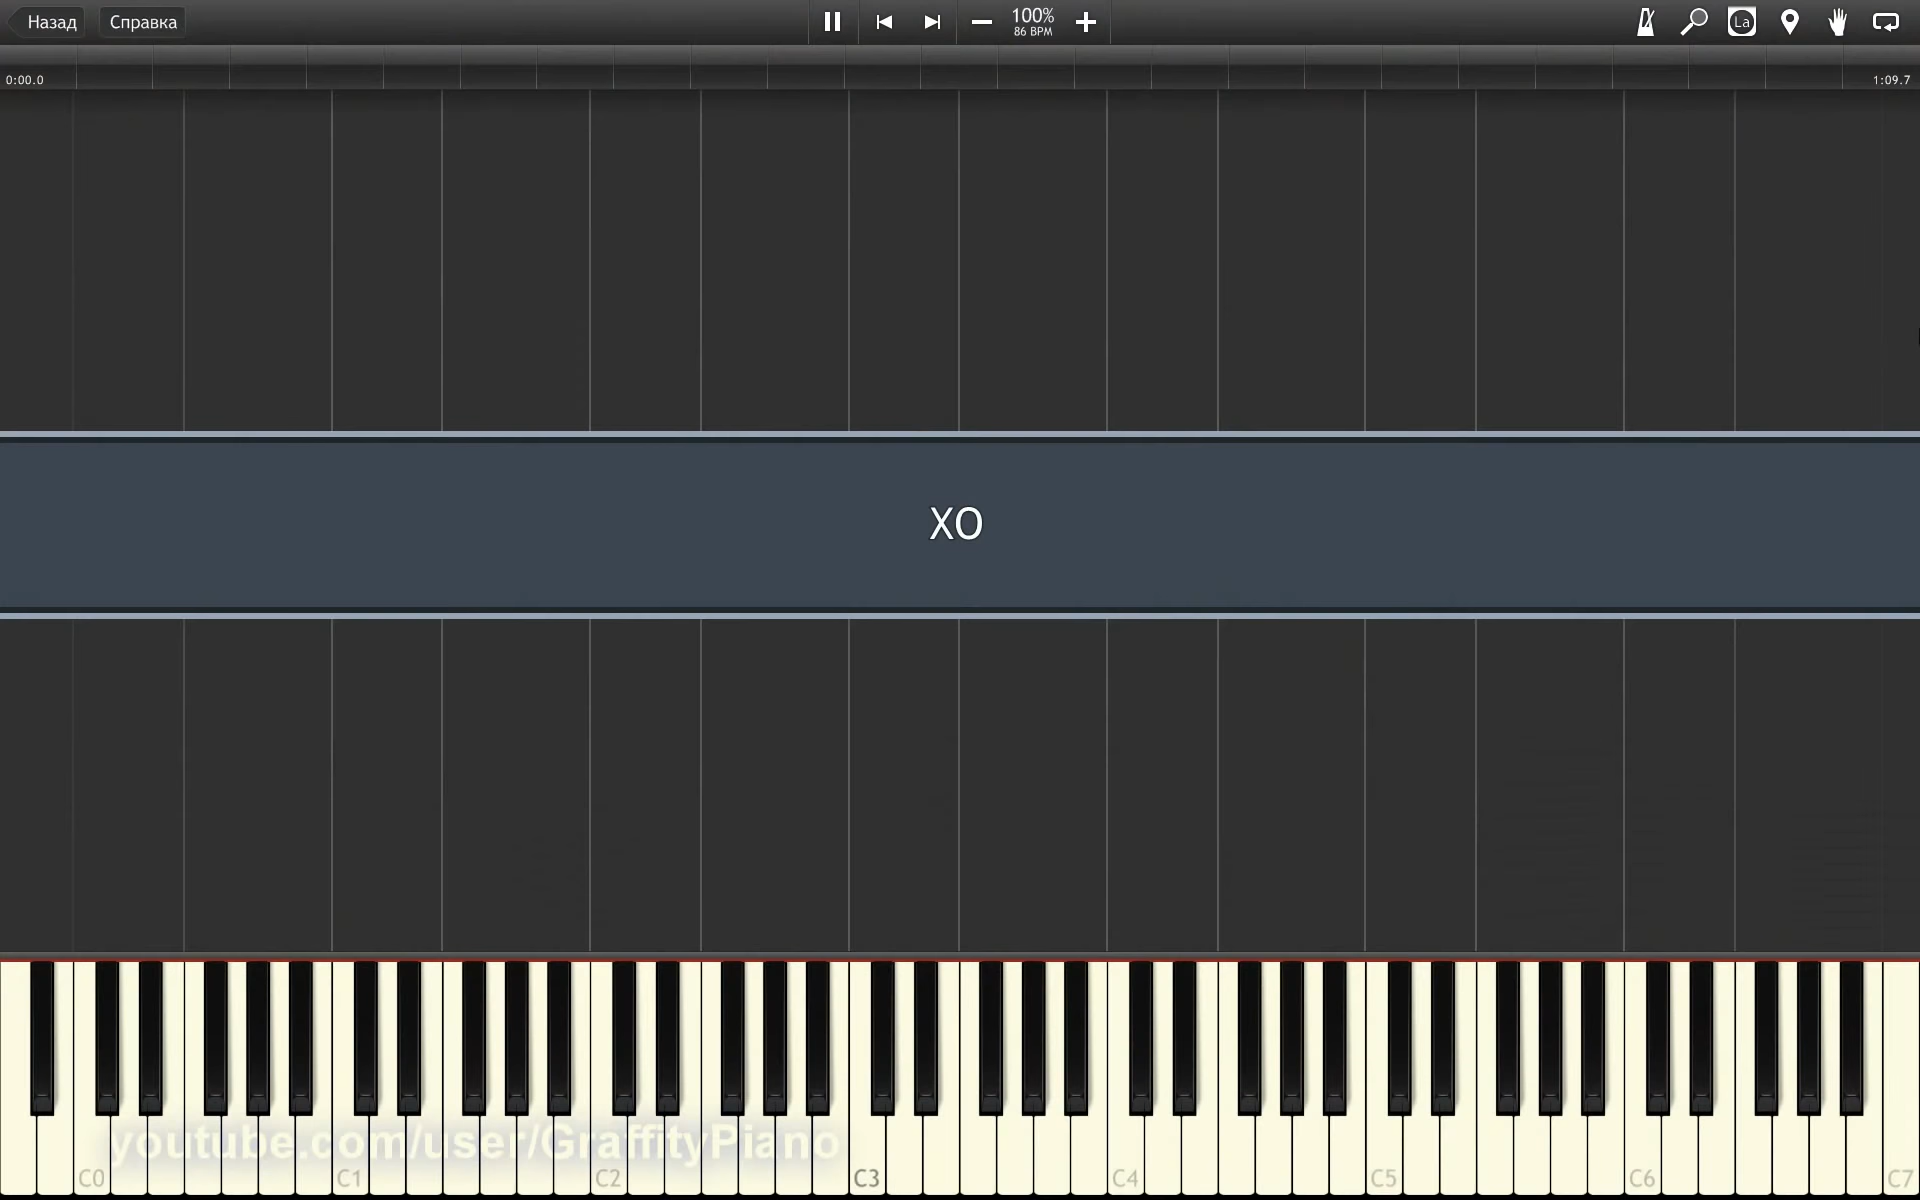 Назад Справка 100% La
86 BPM
0:00.0 1:09.7
XO
youtube.com/user/GraffityPiano
C0 C1 C2 C3 C4 C5 C6 C7